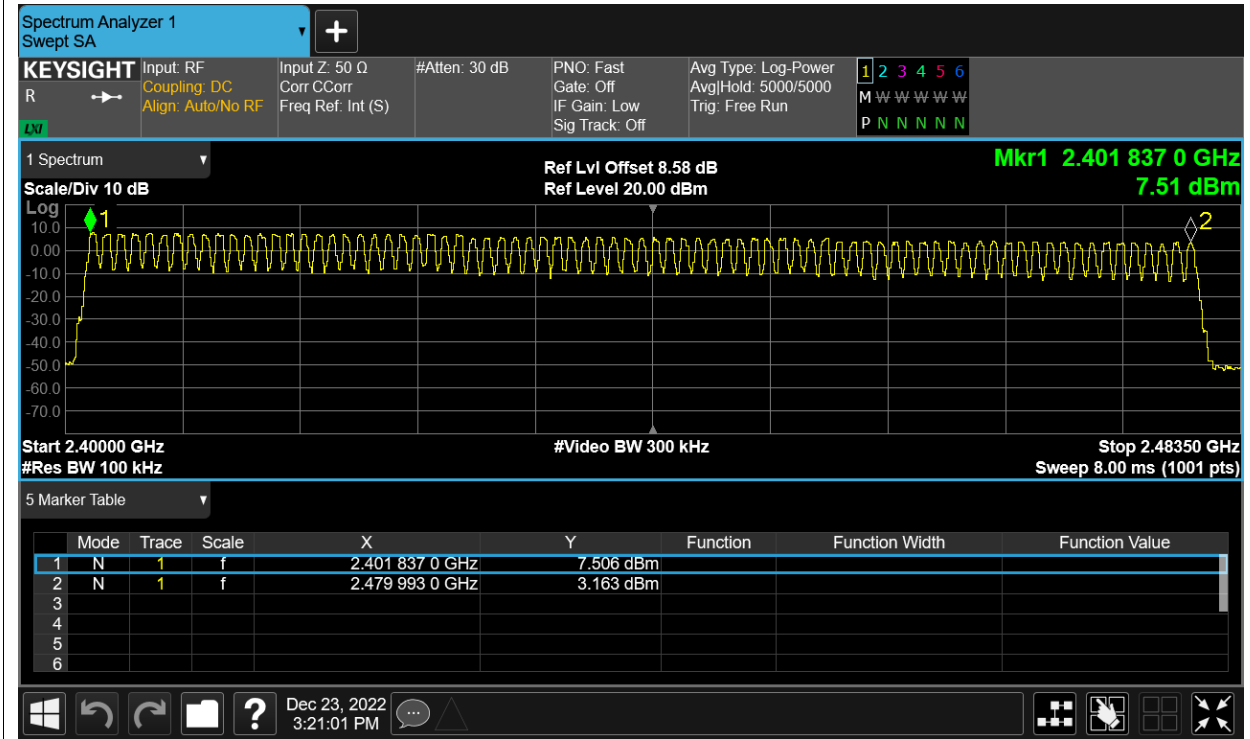 Spectrum Analyzer 1
Swept SA
KEYSIGHT
R
LXI
Input: RF
Coupling: DC
Align: Auto/No RF
Input Z: 50 Ω
Corr CCorr
Freq Ref: Int (S)
#Atten: 30 dB
PNO: Fast
Gate: Off
IF Gain: Low
Sig Track: Off
Avg Type: Log-Power
Avg|Hold: 5000/5000
Trig: Free Run
1 2 3 4 5 6
M W W W W W
P N N N N N
1 Spectrum
Scale/Div 10 dB
Ref Lvl Offset 8.58 dB
Ref Level 20.00 dBm
Mkr1 2.401 837 0 GHz
7.51 dBm
Log
1
2
10.0
0.00
-10.0
-20.0
-30.0
-40.0
-50.0
-60.0
-70.0
Start 2.40000 GHz
#Video BW 300 kHz
Stop 2.48350 GHz
#Res BW 100 kHz
Sweep 8.00 ms (1001 pts)
5 Marker Table
Mode Trace Scale X Y Function Function Width Function Value
1 N 1 f 2.401 837 0 GHz 7.506 dBm
2 N 1 f 2.479 993 0 GHz 3.163 dBm
3
4
5
6
?
Dec 23, 2022
3:21:01 PM